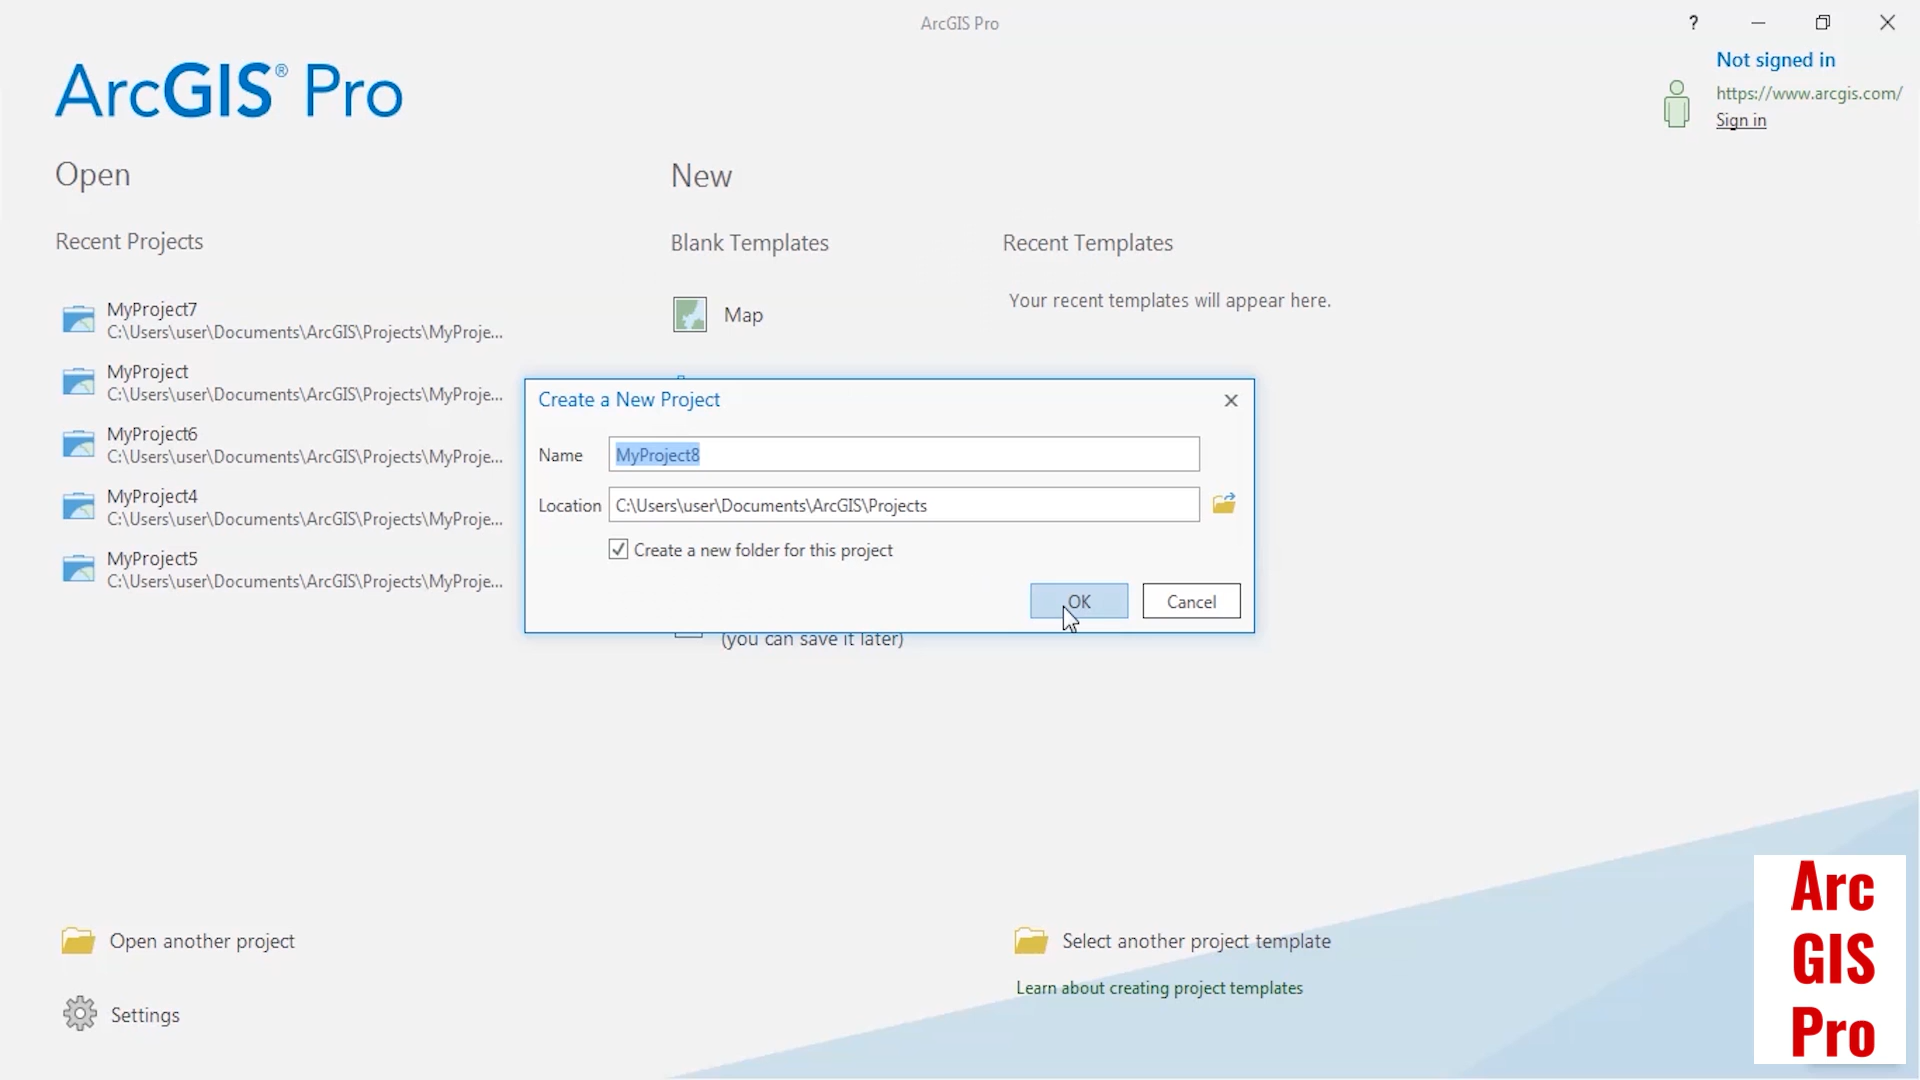 ArcGIS Pro
?
ArcGIS® Pro
Not signed in
https://www.arcgis.com/
Sign in
Open
New
Recent Projects
Blank Templates
Recent Templates
MyProject7
C:\Users\user\Documents\ArcGIS\Projects\MyProje...
Map
Your recent templates will appear here.
MyProject
C:\Users\user\Documents\ArcGIS\Projects\MyProje...
MyProject6
C:\Users\user\Documents\ArcGIS\Projects\MyProje...
MyProject4
C:\Users\user\Documents\ArcGIS\Projects\MyProje...
MyProject5
C:\Users\user\Documents\ArcGIS\Projects\MyProje...
Create a New Project
Name MyProject8
Location C:\Users\user\Documents\ArcGIS\Projects
Create a new folder for this project
OK Cancel
(you can save it later)
Open another project
Select another project template
Learn about creating project templates
Settings
Arc
GIS
Pro